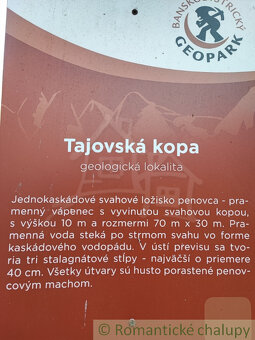 BANSKOBYSTRICKÝ
GEOPARK
Tajovská kopa
geologická lokalita
Jednokaskádové svahové ložisko penovca - pra-
menný vápenec s vyvinutou svahovou kopou,
s výškou 10 m a rozmermi 70 m x 30 m. Pra-
menná voda steká po strmom svahu vo forme
kaskádového vodopádu. V ústí previsu sa tvo-
ria tri stalagnátové stĺpy - najväčší o priemere
40 cm. Všetky útvary sú husto porastené penov-
covým machom.
© Romantické chalupy